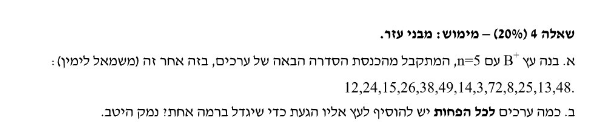 שאלה 4 (20%) – מימוש: מבני עזר.
א. בנה עץ B+ עם n=5, המתקבל מהכנסת הסדרה הבאה של ערכים, בזה אחר זה (משמאל לימין):
12,24,15,26,38,49,14,3,72,8,25,13,48.
ב. כמה ערכים לכל הפחות יש להוסיף לעץ אליו הגעת כדי שיגדל ברמה אחת? נמק היטב.